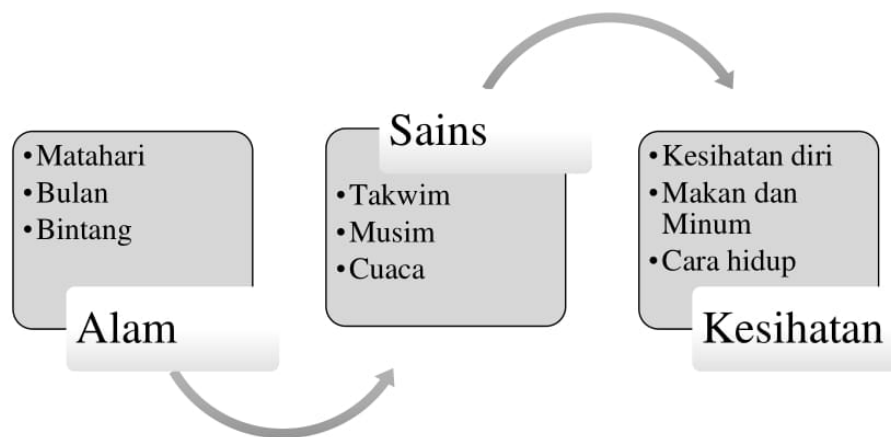 •Matahari
•Bulan
•Bintang
Alam
Sains
•Takwim
•Musim
•Cuaca
•Kesihatan diri
•Makan dan
Minum
•Cara hidup
Kesihatan